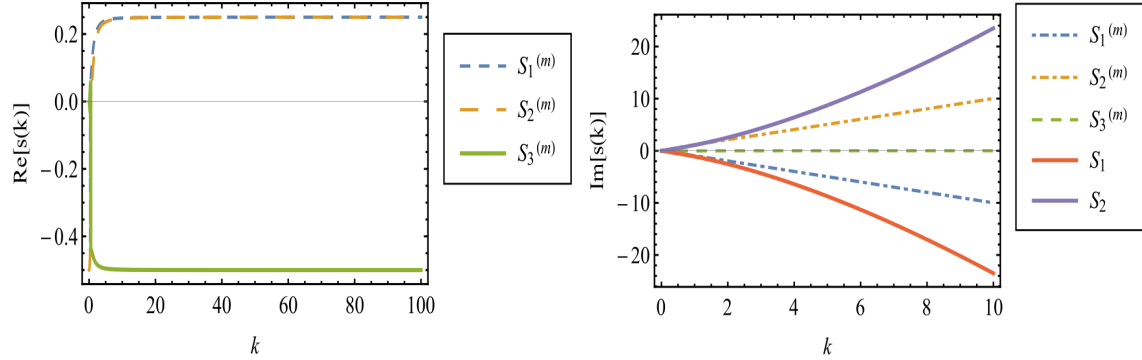 0.2
0.0
−0.2
−0.4
0
20
40
60
80
100
Re[s(k)]
k
S₁⁽ᵐ⁾
S₂⁽ᵐ⁾
S₃⁽ᵐ⁾
20
10
0
−10
−20
0
2
4
6
8
10
Im[s(k)]
k
S₁⁽ᵐ⁾
S₂⁽ᵐ⁾
S₃⁽ᵐ⁾
S₁
S₂